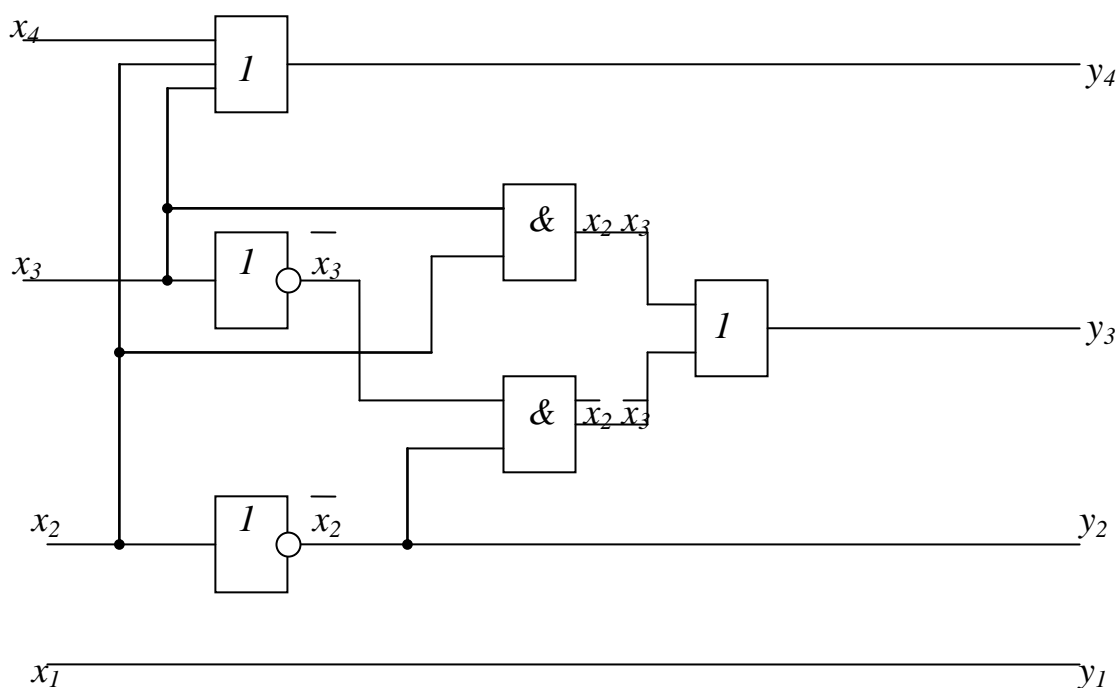 x₄
1
y₄
&
x₂ x₃
x₃
1
x̅₃
1
y₃
&
x̅₂ x̅₃
x₂
1
x̅₂
y₂
x₁
y₁